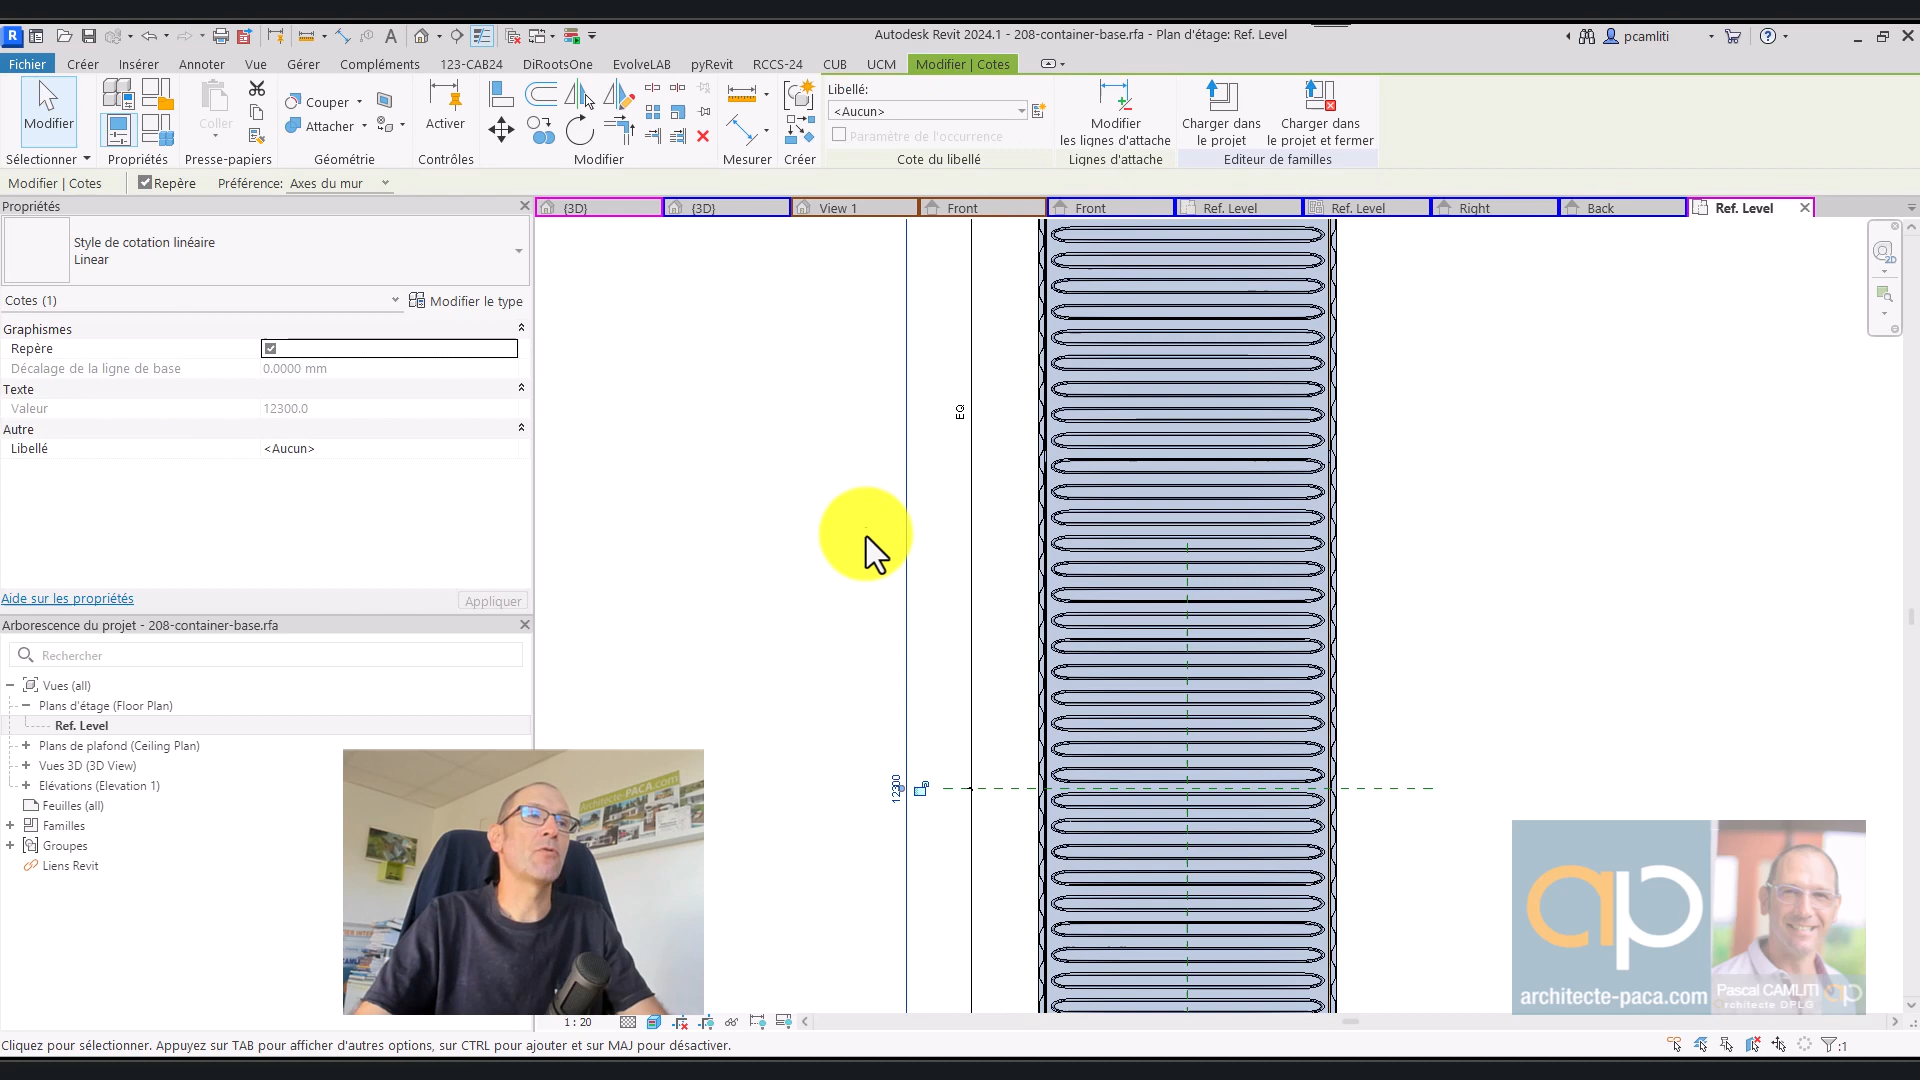 Autodesk Revit 2024.1 - 208-container-base.rfa - Plan d'étage: Ref. Level
pcamliti
Fichier Créer Insérer Annoter Vue Gérer Compléments 123-CAB24 DiRootsOne EvolveLAB pyRevit RCCS-24 CUB UCM Modifier | Cotes
Modifier
Coller
Couper
Attacher
Activer
Libellé:
<Aucun>
Paramètre de l'occurrence
Modifier
les lignes d'attache
Charger dans
le projet
Charger dans
le projet et fermer
Sélectionner Propriétés Presse-papiers Géométrie Contrôles Modifier Mesurer Créer Cote du libellé Lignes d'attache Editeur de familles
Modifier | Cotes Repère Préférence: Axes du mur
Propriétés
{3D} {3D} View 1 Front Front Ref. Level Ref. Level Right Back Ref. Level
Style de cotation linéaire
Linear
Cotes (1) Modifier le type
Graphismes
Repère
Décalage de la ligne de base 0.0000 mm
Texte
Valeur 12300.0
Autre
Libellé <Aucun>
Aide sur les propriétés Appliquer
Arborescence du projet - 208-container-base.rfa
Rechercher
Vues (all)
Plans d'étage (Floor Plan)
Ref. Level
Plans de plafond (Ceiling Plan)
Vues 3D (3D View)
Elévations (Elevation 1)
Feuilles (all)
Familles
Groupes
Liens Revit
EQ
12300
2D
Architecte-PACA.com
ap
architecte-paca.com
Pascal CAMLITI
architecte DPLG
1 : 20
Cliquez pour sélectionner. Appuyez sur TAB pour afficher d'autres options, sur CTRL pour ajouter et sur MAJ pour désactiver.
:1